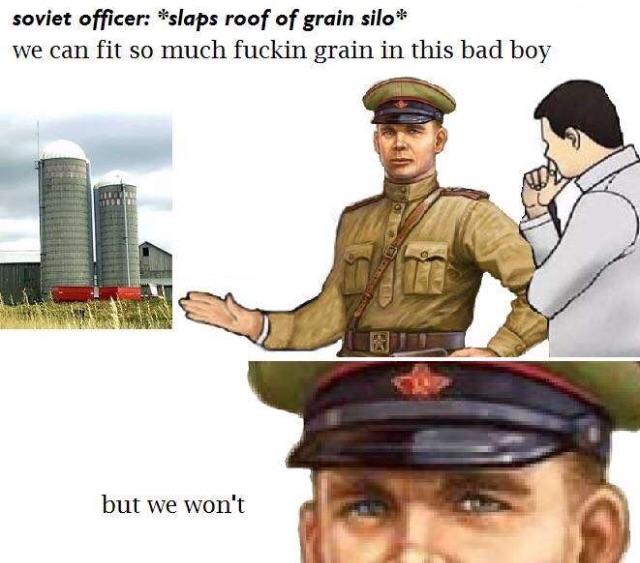 soviet officer: *slaps roof of grain silo*
we can fit so much fuckin grain in this bad boy
but we won't